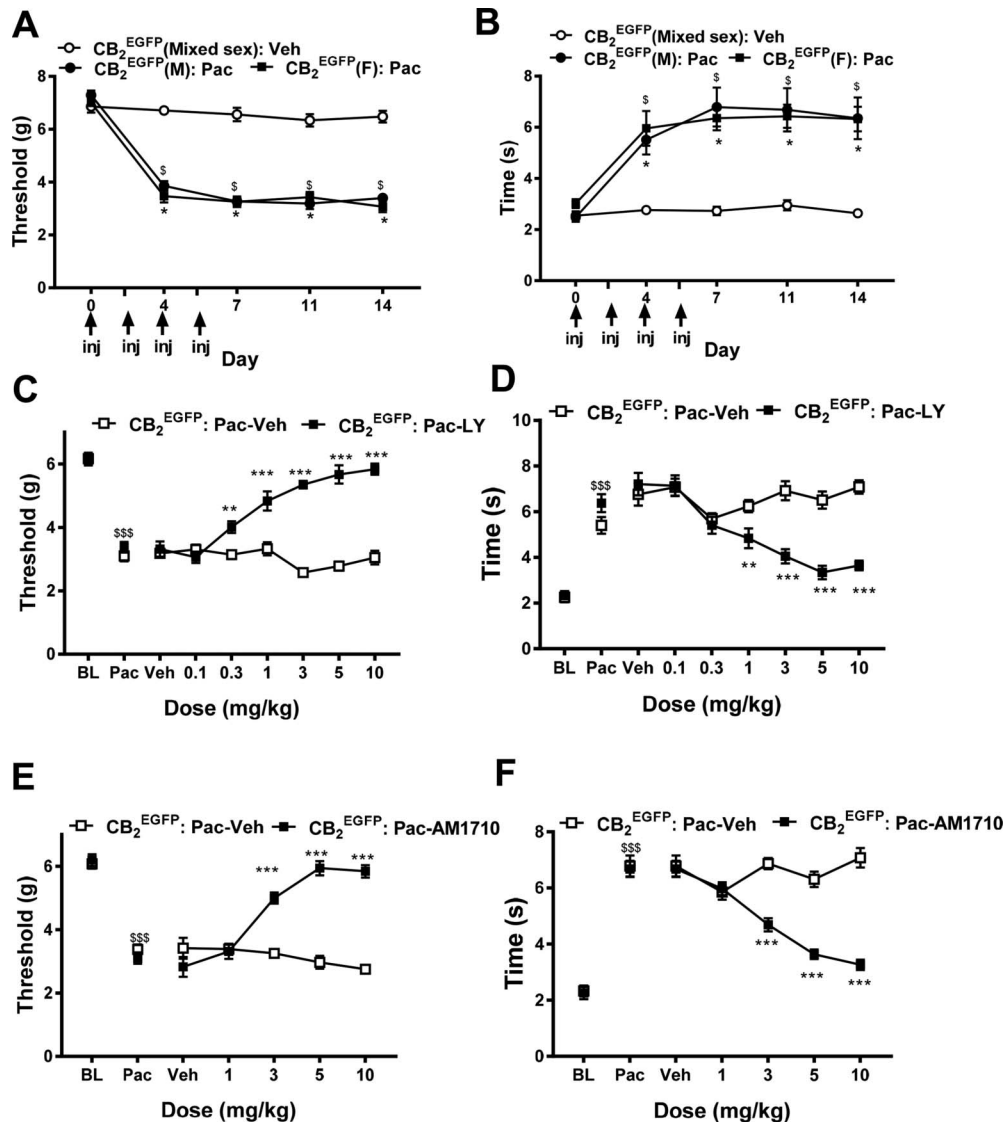 A
CB2EGFP(Mixed sex): Veh
CB2EGFP(M): Pac CB2EGFP(F): Pac
Threshold (g)
8
6
4
2
0
$ $ $ $
* * * *
0 4 7 11 14
inj inj inj inj
Day
B
CB2EGFP(Mixed sex): Veh
CB2EGFP(M): Pac CB2EGFP(F): Pac
Time (s)
8
6
4
2
0
$ $ $ $
* * * *
0 4 7 11 14
inj inj inj inj
Day
C
CB2EGFP: Pac-Veh CB2EGFP: Pac-LY
Threshold (g)
6
4
2
0
$$$ ** *** *** *** ***
BL Pac Veh 0.1 0.3 1 3 5 10
Dose (mg/kg)
D
CB2EGFP: Pac-Veh CB2EGFP: Pac-LY
Time (s)
10
8
6
4
2
0
$$$ ** *** *** ***
BL Pac Veh 0.1 0.3 1 3 5 10
Dose (mg/kg)
E
CB2EGFP: Pac-Veh CB2EGFP: Pac-AM1710
Threshold (g)
6
4
2
0
$$$ *** *** ***
BL Pac Veh 1 3 5 10
Dose (mg/kg)
F
CB2EGFP: Pac-Veh CB2EGFP: Pac-AM1710
Time (s)
8
6
4
2
0
$$$ *** *** ***
BL Pac Veh 1 3 5 10
Dose (mg/kg)